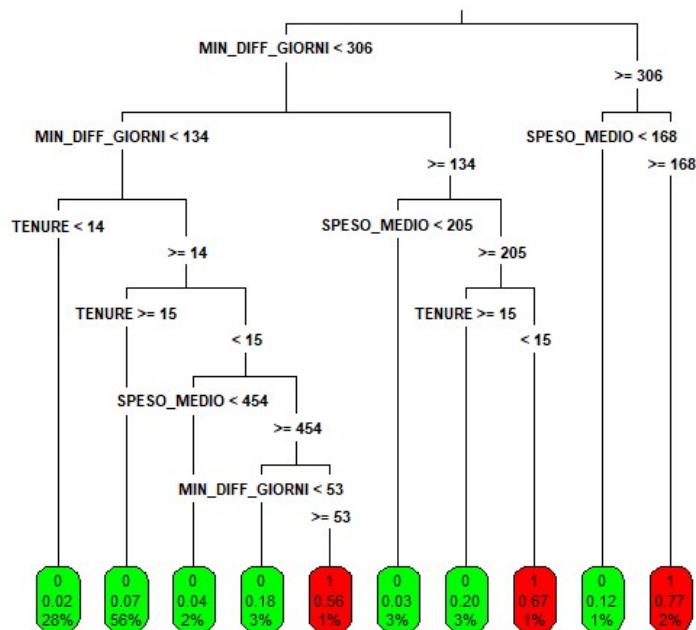 MIN_DIFF_GIORNI < 306
>= 306
MIN_DIFF_GIORNI < 134
SPESO_MEDIO < 168
>= 134
>= 168
TENURE < 14
SPESO_MEDIO < 205
>= 14
>= 205
TENURE >= 15
TENURE >= 15
< 15
< 15
SPESO_MEDIO < 454
>= 454
MIN_DIFF_GIORNI < 53
>= 53
0 0 0 0 1 0 0 1 0 1
0.02 0.07 0.04 0.18 0.56 0.03 0.20 0.67 0.12 0.77
28% 56% 2% 3% 1% 3% 3% 1% 1% 2%